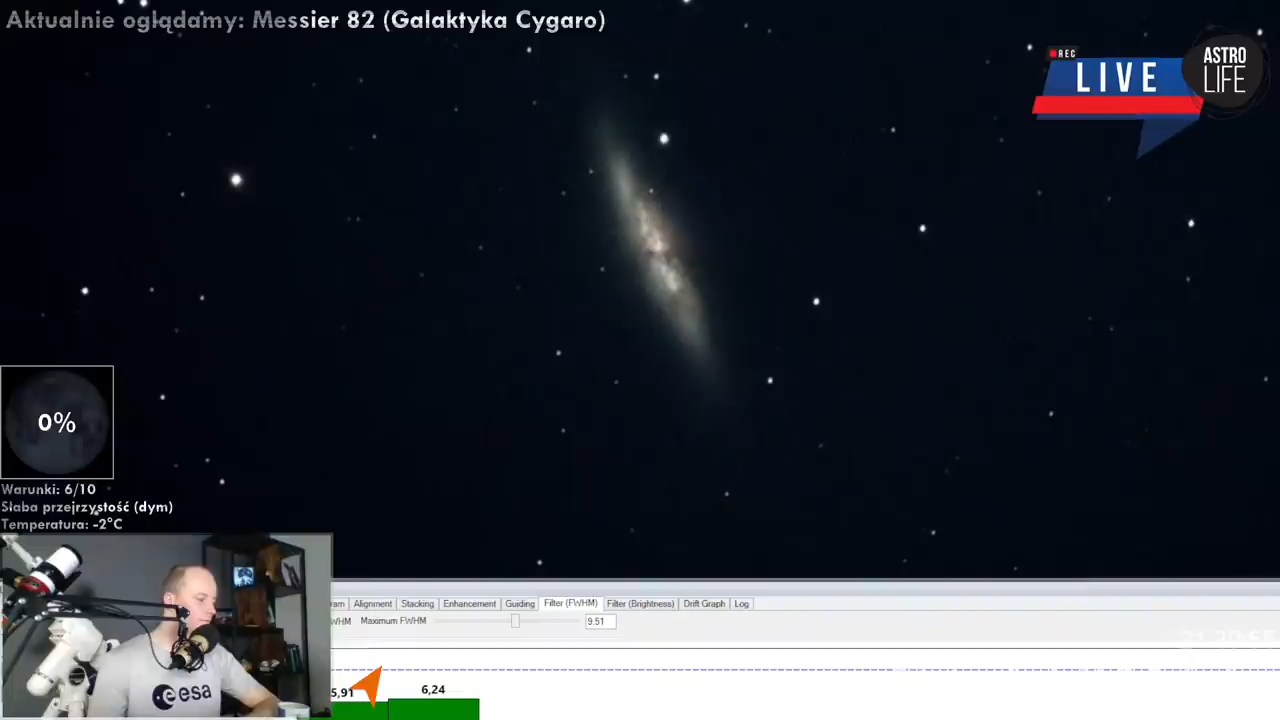 Aktualnie oglądamy: Messier 82 (Galaktyka Cygaro)
REC
LIVE
ASTRO
LIFE
0%
Warunki: 6/10
Słaba przejrzystość (dym)
Temperatura: -2°C
Alignment Stacking Enhancement Guiding Filter (FWHM) Filter (Brightness) Drift Graph Log
Maximum FWHM 9.51
5,91 6,24
esa